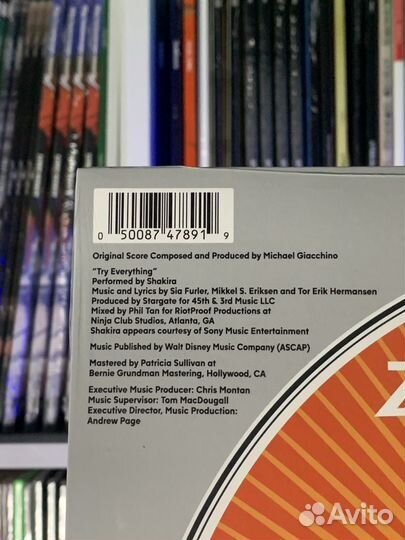 0 50087 47891 9
Original Score Composed and Produced by Michael Giacchino
"Try Everything"
Performed by Shakira
Music and Lyrics by Sia Furler, Mikkel S. Eriksen and Tor Erik Hermansen
Produced by Stargate for 45th & 3rd Music LLC
Mixed by Phil Tan for RiotProof Productions at
Ninja Club Studios, Atlanta, GA
Shakira appears courtesy of Sony Music Entertainment
Music Published by Walt Disney Music Company (ASCAP)
Mastered by Patricia Sullivan at
Bernie Grundman Mastering, Hollywood, CA
Executive Music Producer: Chris Montan
Music Supervisor: Tom MacDougall
Executive Director, Music Production:
Andrew Page
Z
Avito